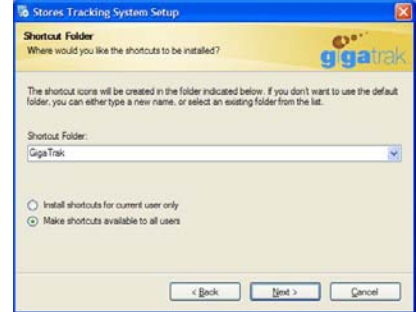 Stores Tracking System Setup
Shortcut Folder
Where would you like the shortcuts to be installed?
gigatrak
The shortcut icons will be created in the folder indicated below. If you don't want to use the default
folder, you can either type a new name, or select an existing folder from the list.
Shortcut Folder:
GigaTrak
Install shortcuts for current user only
Make shortcuts available to all users
< Back
Next >
Cancel